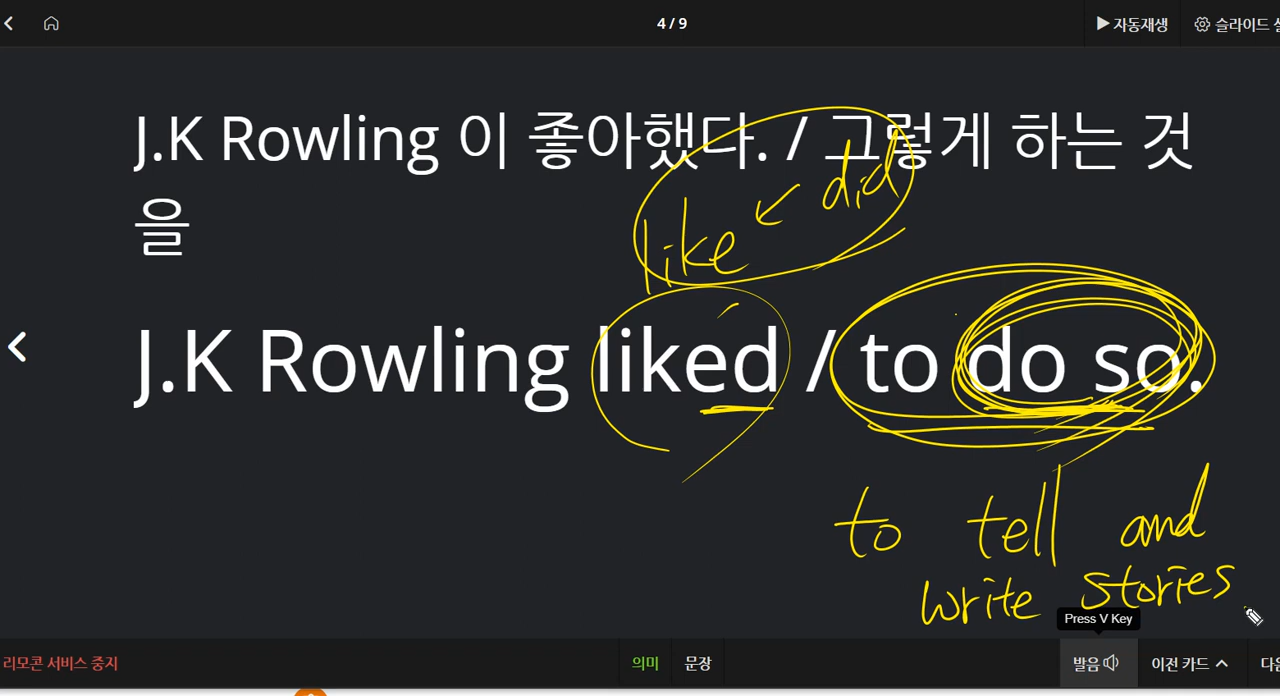 4 / 9
▶ 자동재생
슬라이드
J.K Rowling 이 좋아했다. / 그렇게 하는 것
을
like ↙ did
J.K Rowling liked / to do so.
to tell and
write stories
Press V Key
리모콘 서비스 중지
의미
문장
발음
이전 카드